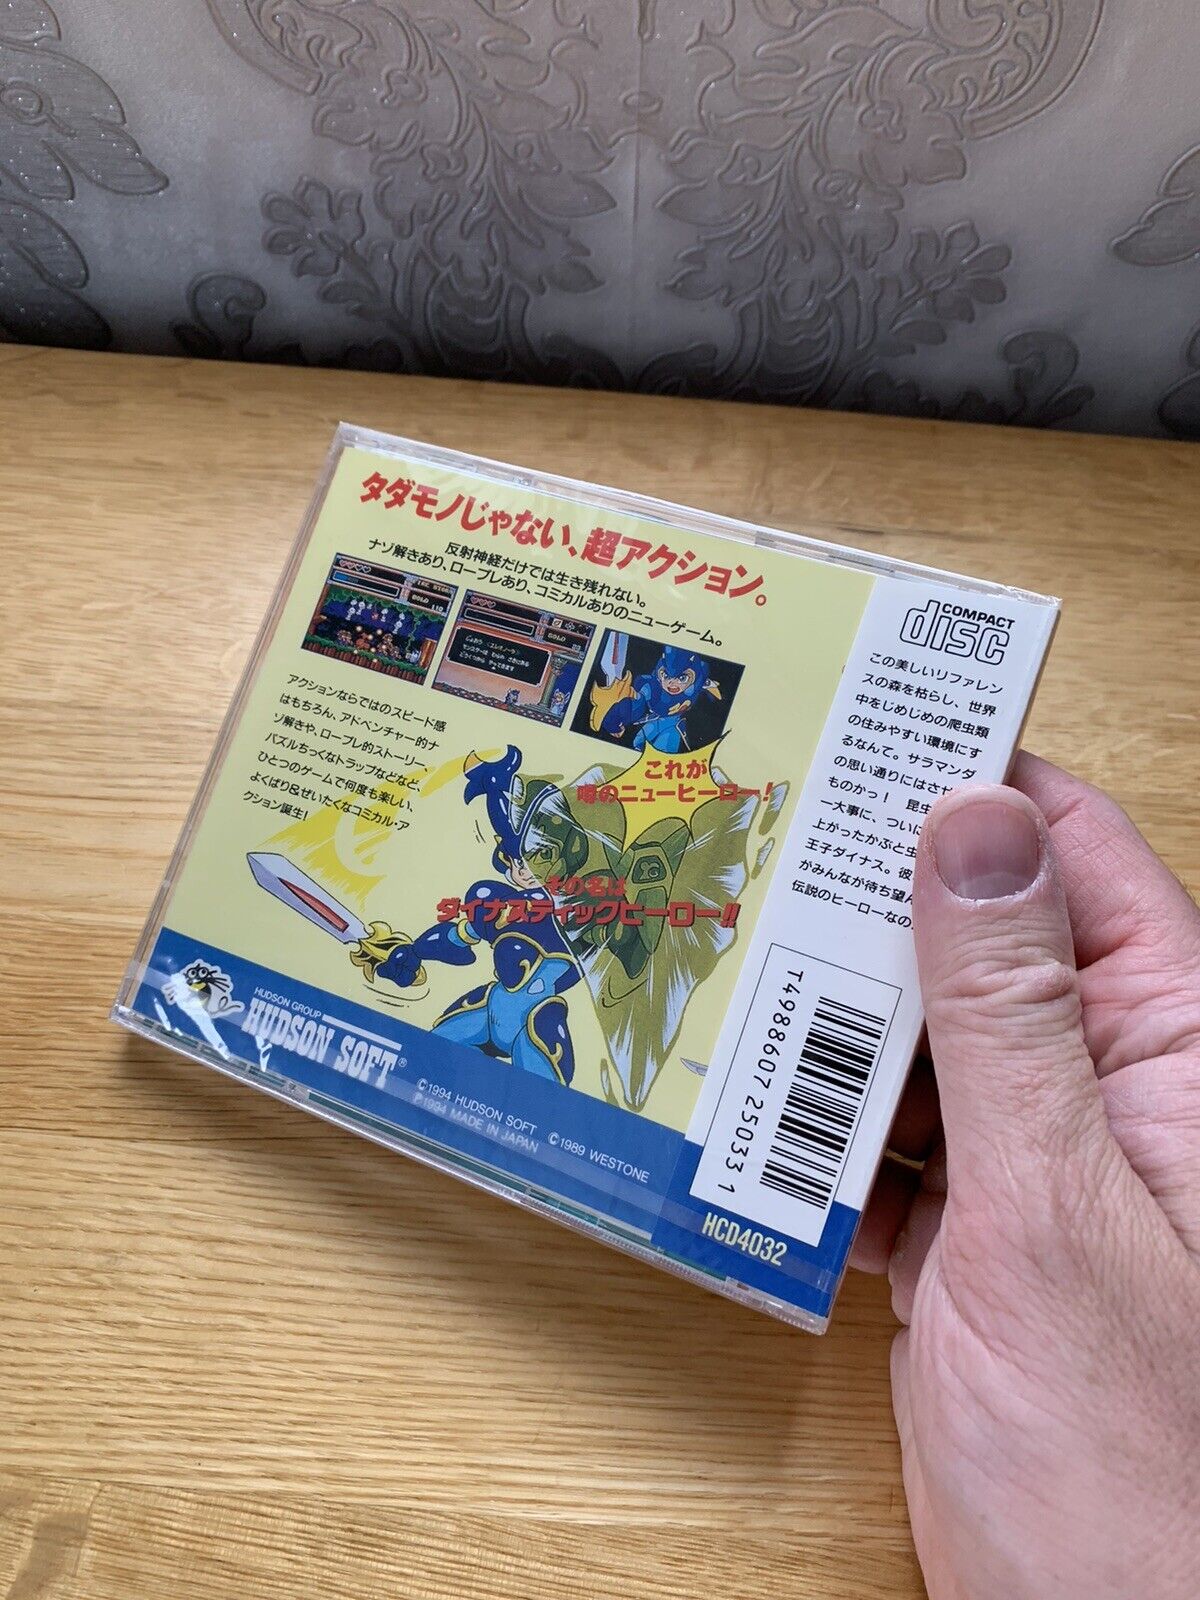 タダモノじゃない、超アクション。
反射神経だけでは生き残れない。
ナゾ解きあり、ロープレあり、コミカルありのニューゲーム。
GOLD 110
GOLD
アクションならではのスピード感
はもちろん、アドベンチャー的ナ
ゾ解きや、ロープレ的ストーリー、
パズルちっくなトラップなどなど、
ひとつのゲームで何度も楽しい、
よくばり&ぜいたくなコミカル・ア
クション誕生!
これが
噂のニューヒーロー!
その名は
ダイナスティックヒーロー!!
HUDSON GROUP
HUDSON SOFT®
©1994 HUDSON SOFT ©1989 WESTONE
℗1994 MADE IN JAPAN
COMPACT
disc
この美しいリファレン
スの森を枯らし、世界
中をじめじめの爬虫類
の住みやすい環境にす
るなんて。サラマンダ
の思い通りにはさせ
ものかっ! 昆虫
一大事に、ついに
上がったかぶと虫
王子ダイナス。彼
がみんなが待ち望ん
伝説のヒーローなの
T4988607250331
HCD4032